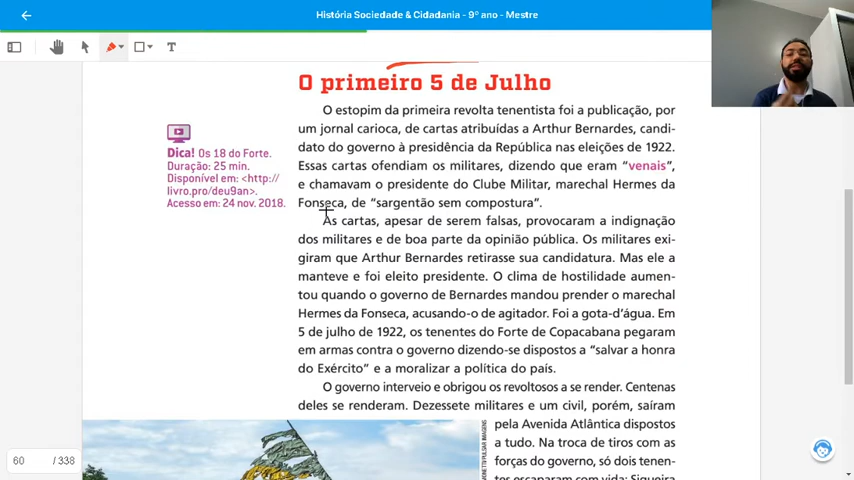 História Sociedade & Cidadania - 9º ano - Mestre
T
O primeiro 5 de Julho
O estopim da primeira revolta tenentista foi a publicação, por
um jornal carioca, de cartas atribuídas a Arthur Bernardes, candi-
dato do governo à presidência da República nas eleições de 1922.
Essas cartas ofendiam os militares, dizendo que eram "venais",
e chamavam o presidente do Clube Militar, marechal Hermes da
Fonseca, de "sargentão sem compostura".
As cartas, apesar de serem falsas, provocaram a indignação
dos militares e de boa parte da opinião pública. Os militares exi-
giram que Arthur Bernardes retirasse sua candidatura. Mas ele a
manteve e foi eleito presidente. O clima de hostilidade aumen-
tou quando o governo de Bernardes mandou prender o marechal
Hermes da Fonseca, acusando-o de agitador. Foi a gota-d'água. Em
5 de julho de 1922, os tenentes do Forte de Copacabana pegaram
em armas contra o governo dizendo-se dispostos a "salvar a honra
do Exército" e a moralizar a política do país.
O governo interveio e obrigou os revoltosos a se render. Centenas
deles se renderam. Dezessete militares e um civil, porém, saíram
pela Avenida Atlântica dispostos
a tudo. Na troca de tiros com as
forças do governo, só dois tenen-
tes escaparam com vida: Siqueira
Dica! Os 18 do Forte.
Duração: 25 min.
Disponível em: <http://
livro.pro/deu9an>.
Acesso em: 24 nov. 2018.
60 / 338